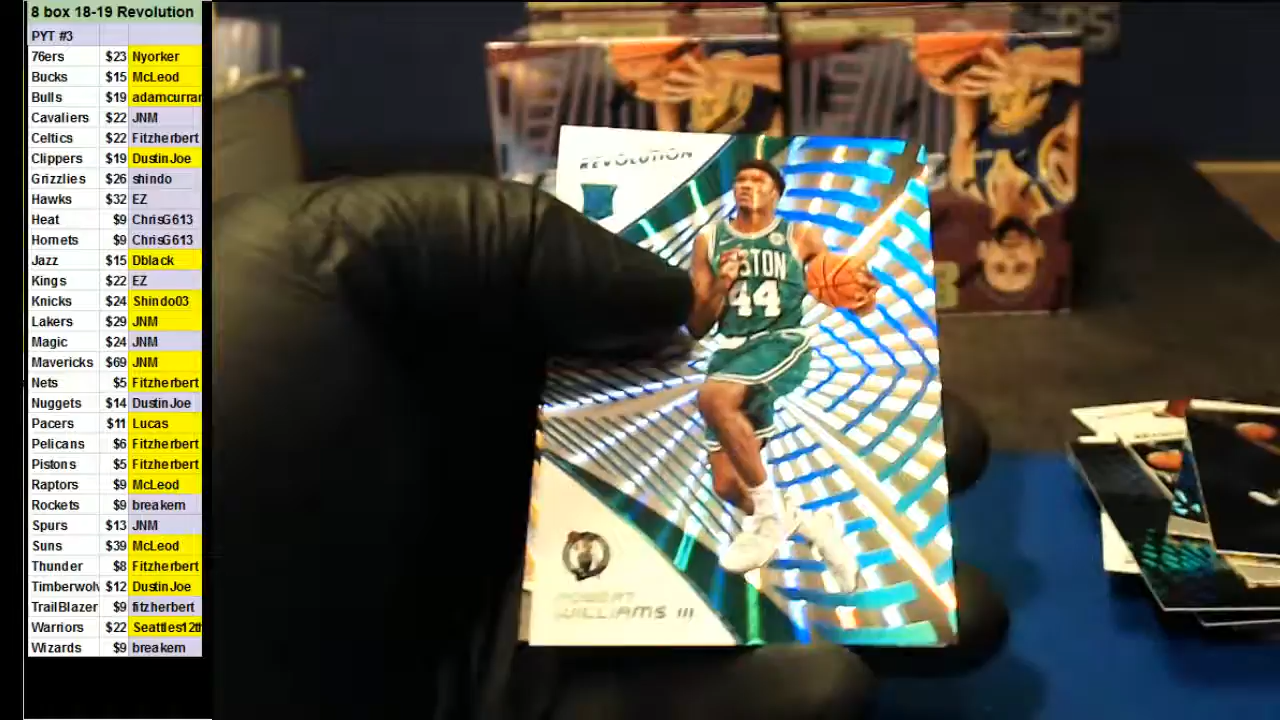 8 box 18-19 Revolution
PYT #3
76ers $23 Nyorker
Bucks $15 McLeod
Bulls $19 adamcurran
Cavaliers $22 JNM
Celtics $22 Fitzherbert
Clippers $19 DustinJoe
Grizzlies $26 shindo
Hawks $32 EZ
Heat $9 ChrisG613
Hornets $9 ChrisG613
Jazz $15 Dblack
Kings $22 EZ
Knicks $24 Shindo03
Lakers $29 JNM
Magic $24 JNM
Mavericks $69 JNM
Nets $5 Fitzherbert
Nuggets $14 DustinJoe
Pacers $11 Lucas
Pelicans $6 Fitzherbert
Pistons $5 Fitzherbert
Raptors $9 McLeod
Rockets $9 breakem
Spurs $13 JNM
Suns $39 McLeod
Thunder $8 Fitzherbert
Timberwolv $12 DustinJoe
TrailBlazer $9 fitzherbert
Warriors $22 Seattles12th
Wizards $9 breakem
REVOLUTION
STON
44
ROBERT
WILLIAMS III